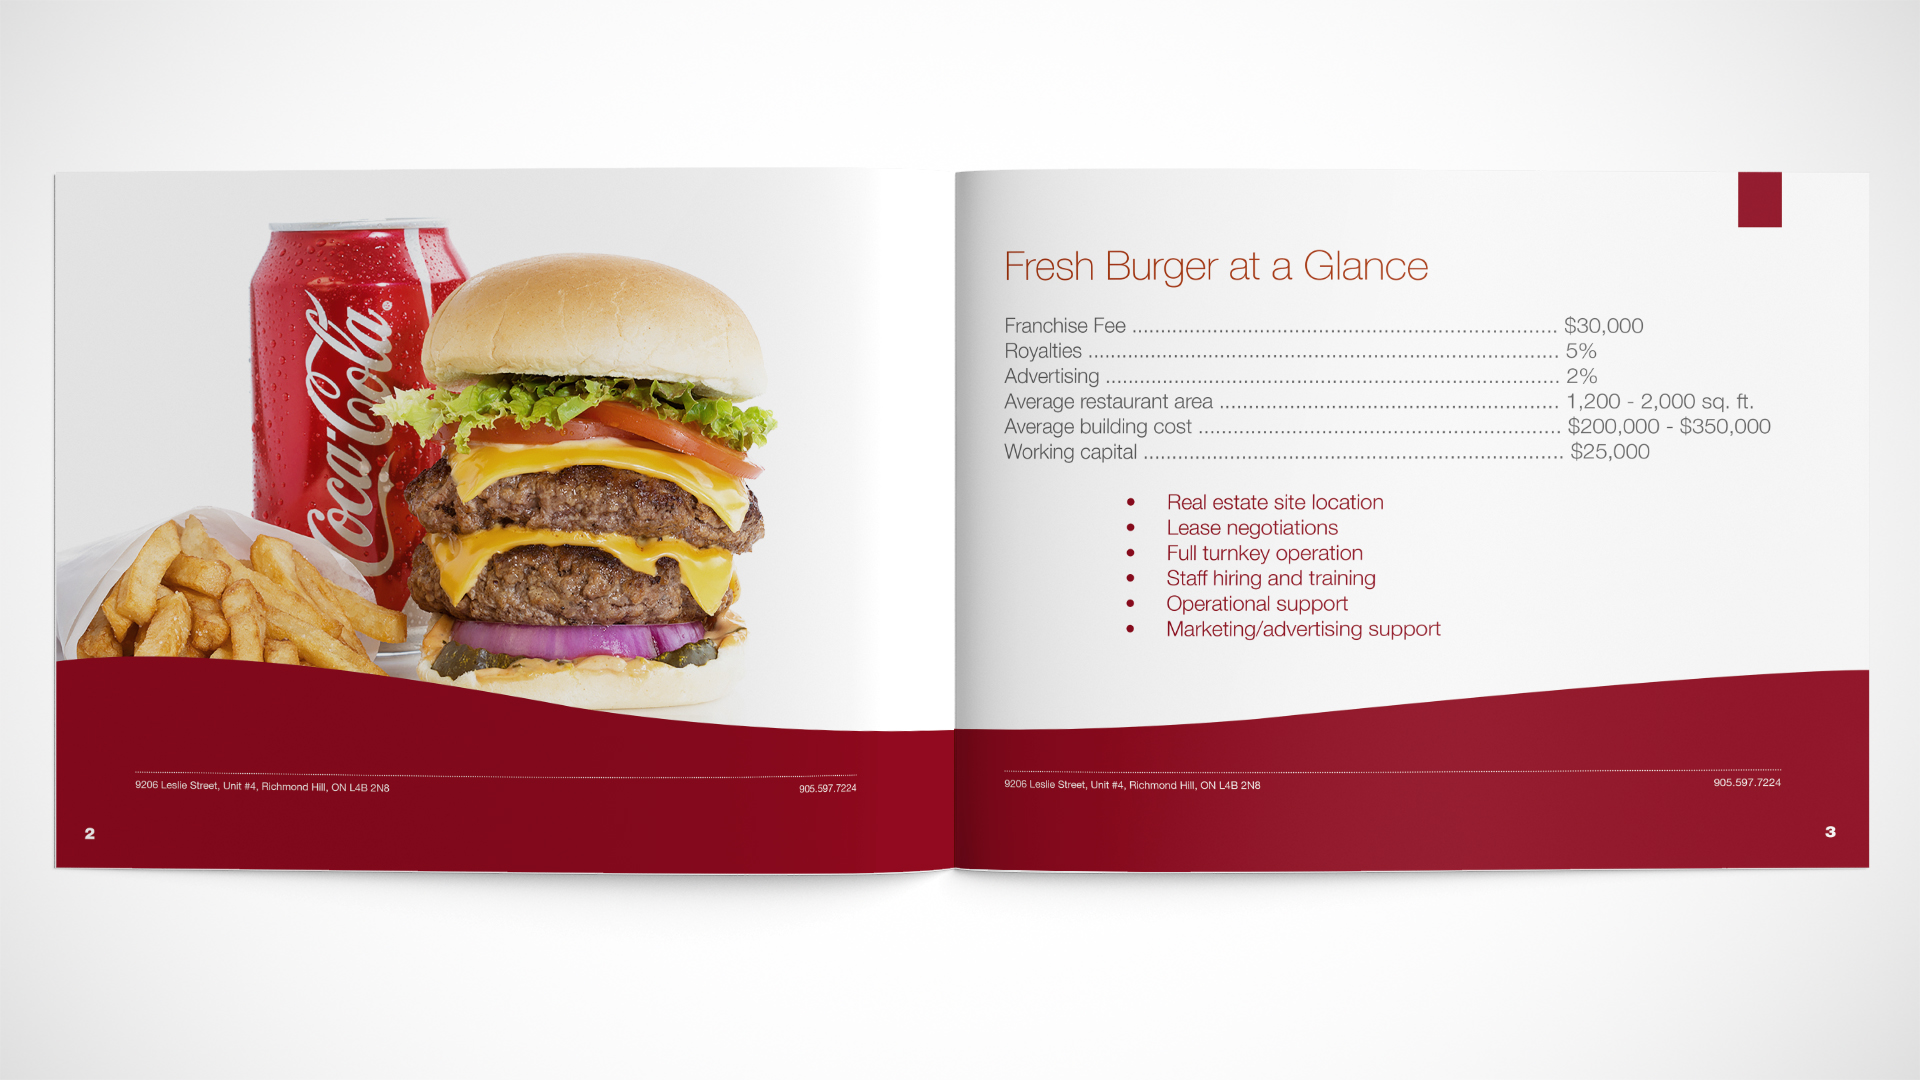 Coca-Cola®
9206 Leslie Street, Unit #4, Richmond Hill, ON L4B 2N8
905.597.7224
2
Fresh Burger at a Glance
Franchise Fee .......................................................................... $30,000
Royalties .................................................................................. 5%
Advertising ............................................................................... 2%
Average restaurant area ........................................................... 1,200 - 2,000 sq. ft.
Average building cost ............................................................... $200,000 - $350,000
Working capital ......................................................................... $25,000
• Real estate site location
• Lease negotiations
• Full turnkey operation
• Staff hiring and training
• Operational support
• Marketing/advertising support
9206 Leslie Street, Unit #4, Richmond Hill, ON L4B 2N8
905.597.7224
3